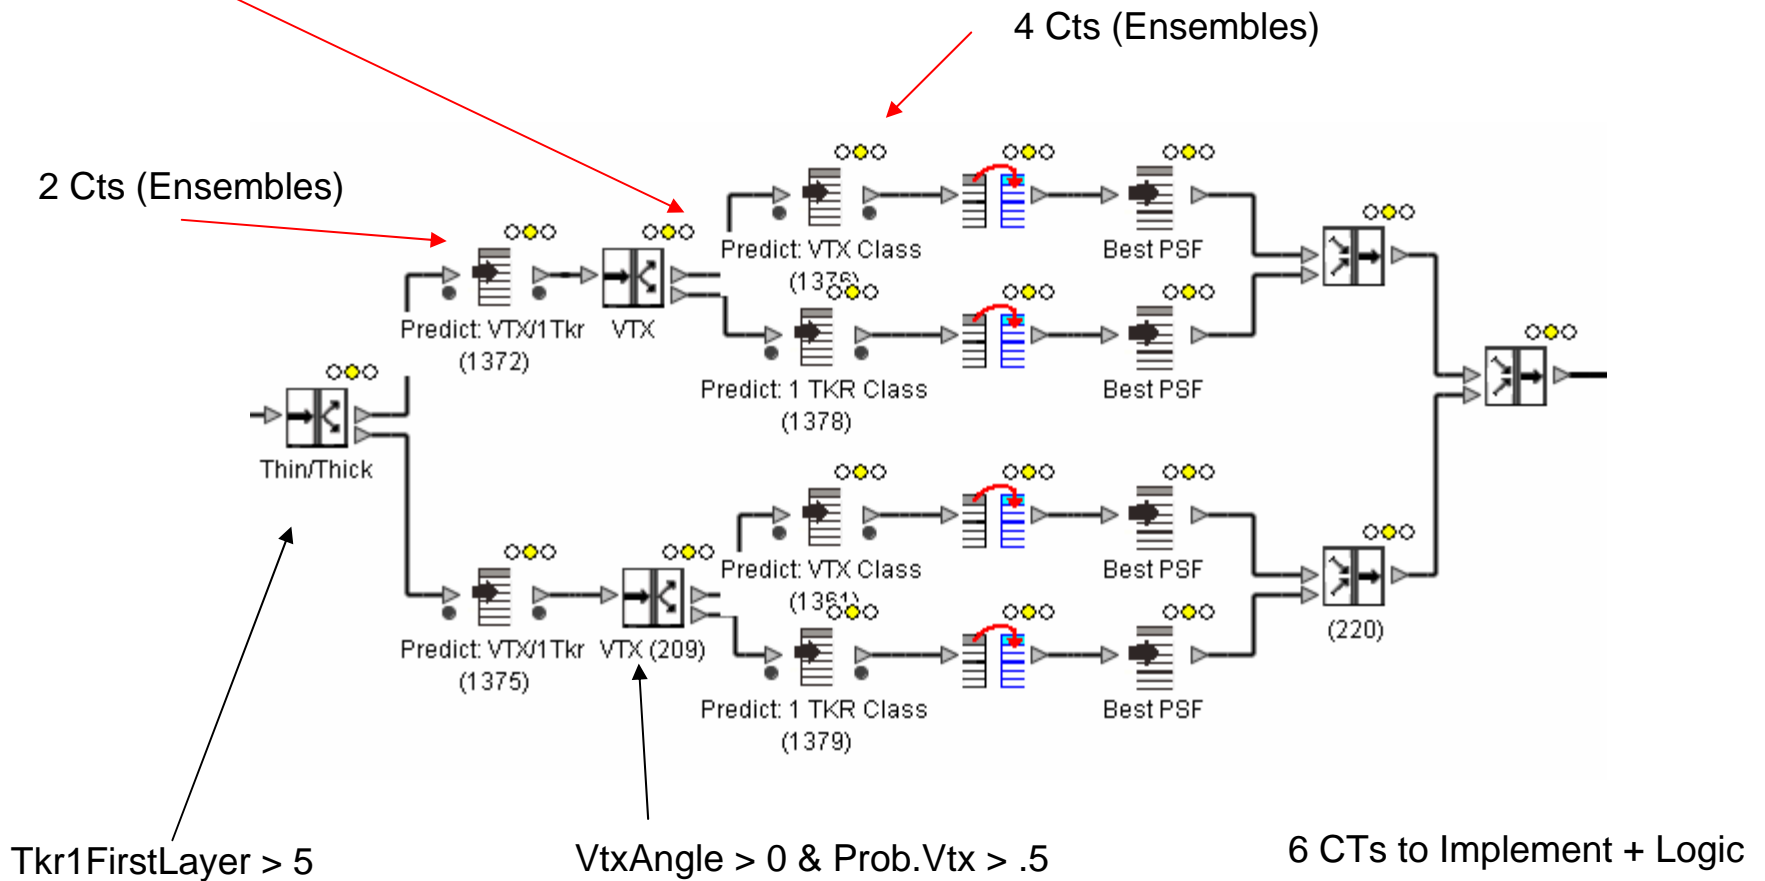 4 Cts (Ensembles)
2 Cts (Ensembles)
Predict: VTX Class
Best PSF
Predict: VTX/1Tkr
VTX
(1372)
Predict: 1 TKR Class
Best PSF
(1378)
Thin/Thick
Predict: VTX Class
Best PSF
Predict: VTX/1Tkr
VTX (209)
(220)
(1375)
Predict: 1 TKR Class
Best PSF
(1379)
Tkr1FirstLayer > 5
VtxAngle > 0 & Prob.Vtx > .5
6 CTs to Implement + Logic